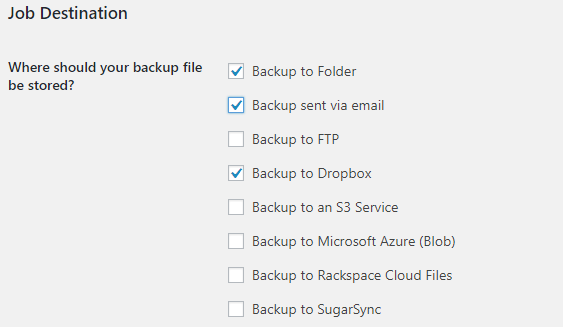 Job Destination
Where should your backup file
be stored?
Backup to Folder
Backup sent via email
Backup to FTP
Backup to Dropbox
Backup to an S3 Service
Backup to Microsoft Azure (Blob)
Backup to Rackspace Cloud Files
Backup to SugarSync